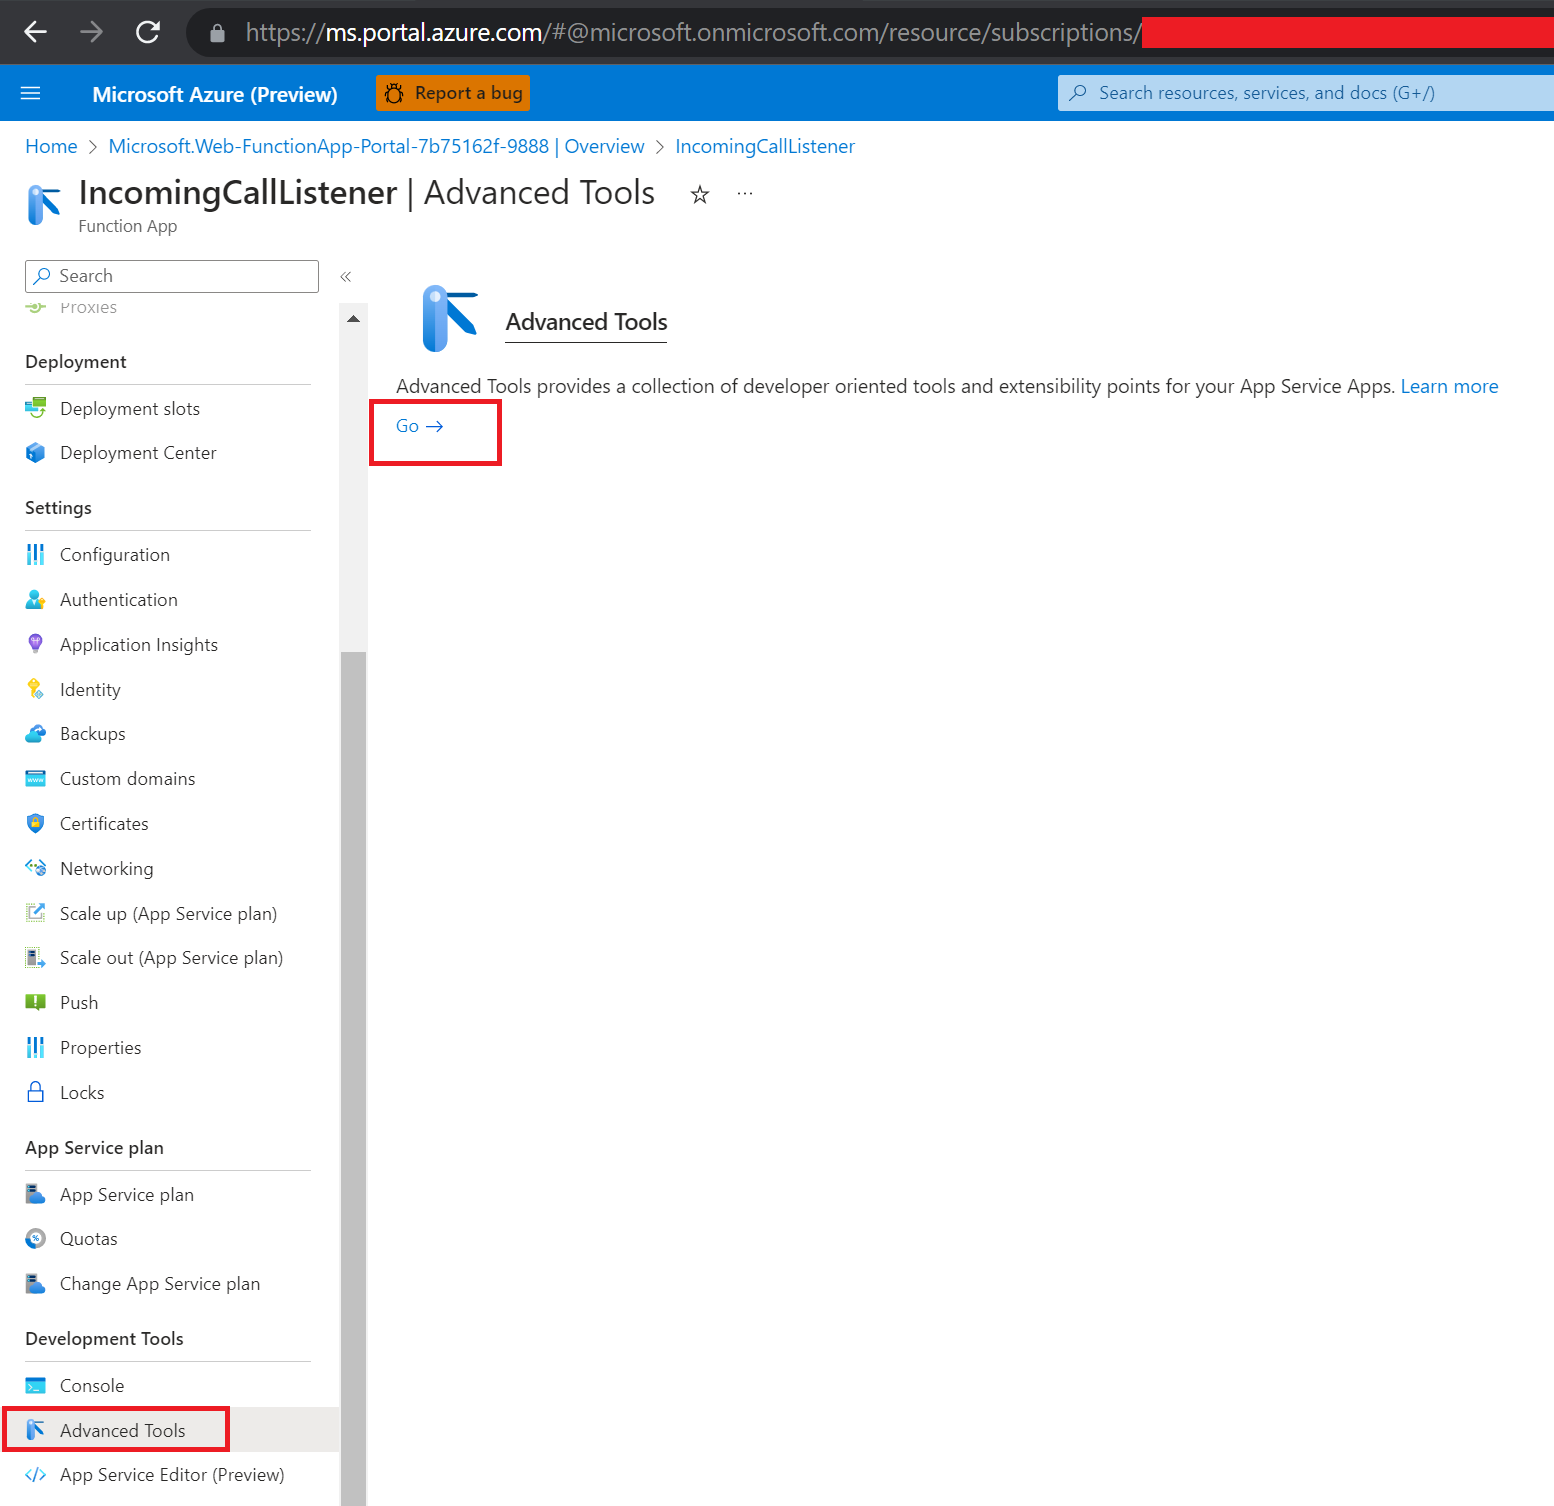 https://ms.portal.azure.com/#@microsoft.onmicrosoft.com/resource/subscriptions/
Microsoft Azure (Preview)
Report a bug
Search resources, services, and docs (G+/)
Home > Microsoft.Web-FunctionApp-Portal-7b75162f-9888 | Overview > IncomingCallListener
IncomingCallListener | Advanced Tools
Function App
Search
«
Proxies
Deployment
Deployment slots
Deployment Center
Settings
Configuration
Authentication
Application Insights
Identity
Backups
Custom domains
Certificates
Networking
Scale up (App Service plan)
Scale out (App Service plan)
Push
Properties
Locks
App Service plan
App Service plan
Quotas
Change App Service plan
Development Tools
Console
Advanced Tools
App Service Editor (Preview)
Advanced Tools
Advanced Tools provides a collection of developer oriented tools and extensibility points for your App Service Apps. Learn more
Go →